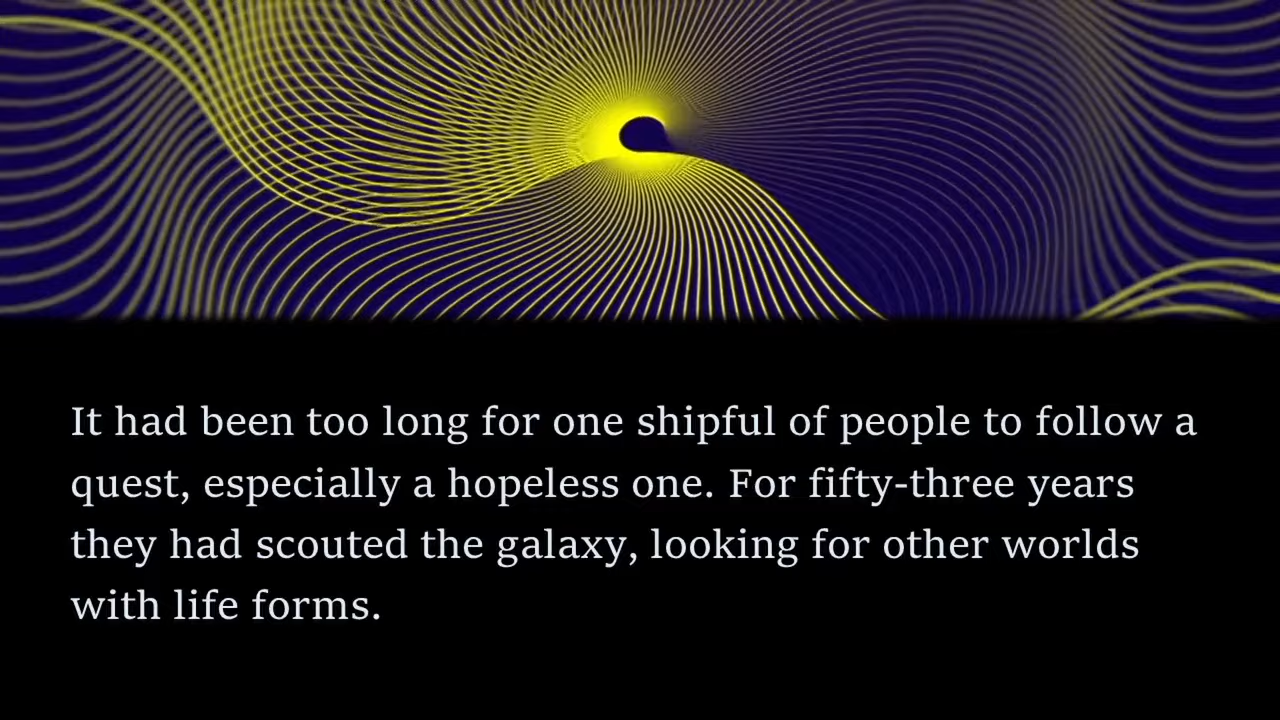 It had been too long for one shipful of people to follow a
quest, especially a hopeless one. For fifty-three years
they had scouted the galaxy, looking for other worlds
with life forms.